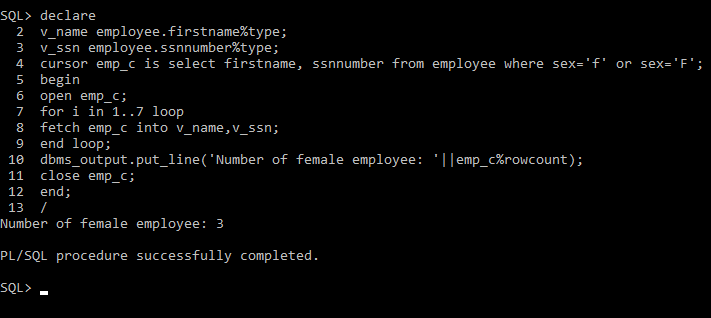 SQL> declare
  2  v_name employee.firstname%type;
  3  v_ssn employee.ssnnumber%type;
  4  cursor emp_c is select firstname, ssnnumber from employee where sex='f' or sex='F';
  5  begin
  6  open emp_c;
  7  for i in 1..7 loop
  8  fetch emp_c into v_name,v_ssn;
  9  end loop;
 10  dbms_output.put_line('Number of female employee: '||emp_c%rowcount);
 11  close emp_c;
 12  end;
 13  /
Number of female employee: 3

PL/SQL procedure successfully completed.

SQL>